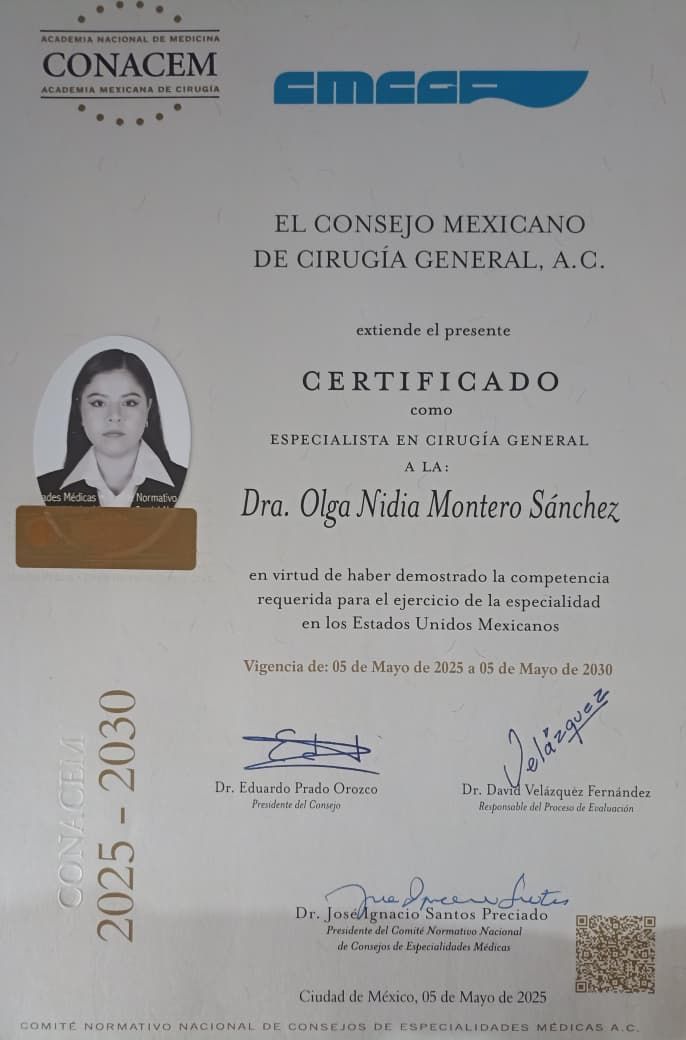 ACADEMIA NACIONAL DE MEDICINA
CONACEM
ACADEMIA MEXICANA DE CIRUGÍA
CMCGA
EL CONSEJO MEXICANO
DE CIRUGÍA GENERAL, A.C.
extiende el presente
CERTIFICADO
como
ESPECIALISTA EN CIRUGÍA GENERAL
A LA:
Dra. Olga Nidia Montero Sánchez
ades Médicas
Normativo
en virtud de haber demostrado la competencia
requerida para el ejercicio de la especialidad
en los Estados Unidos Mexicanos
Vigencia de: 05 de Mayo de 2025 a 05 de Mayo de 2030
CONACEM
2025 - 2030
Velázquez
Dr. Eduardo Prado Orozco
Presidente del Consejo
Dr. David Velázquez Fernández
Responsable del Proceso de Evaluación
Dr. José Ignacio Santos Preciado
Presidente del Comité Normativo Nacional
de Consejos de Especialidades Médicas
Ciudad de México, 05 de Mayo de 2025
COMITÉ NORMATIVO NACIONAL DE CONSEJOS DE ESPECIALIDADES MÉDICAS A.C.